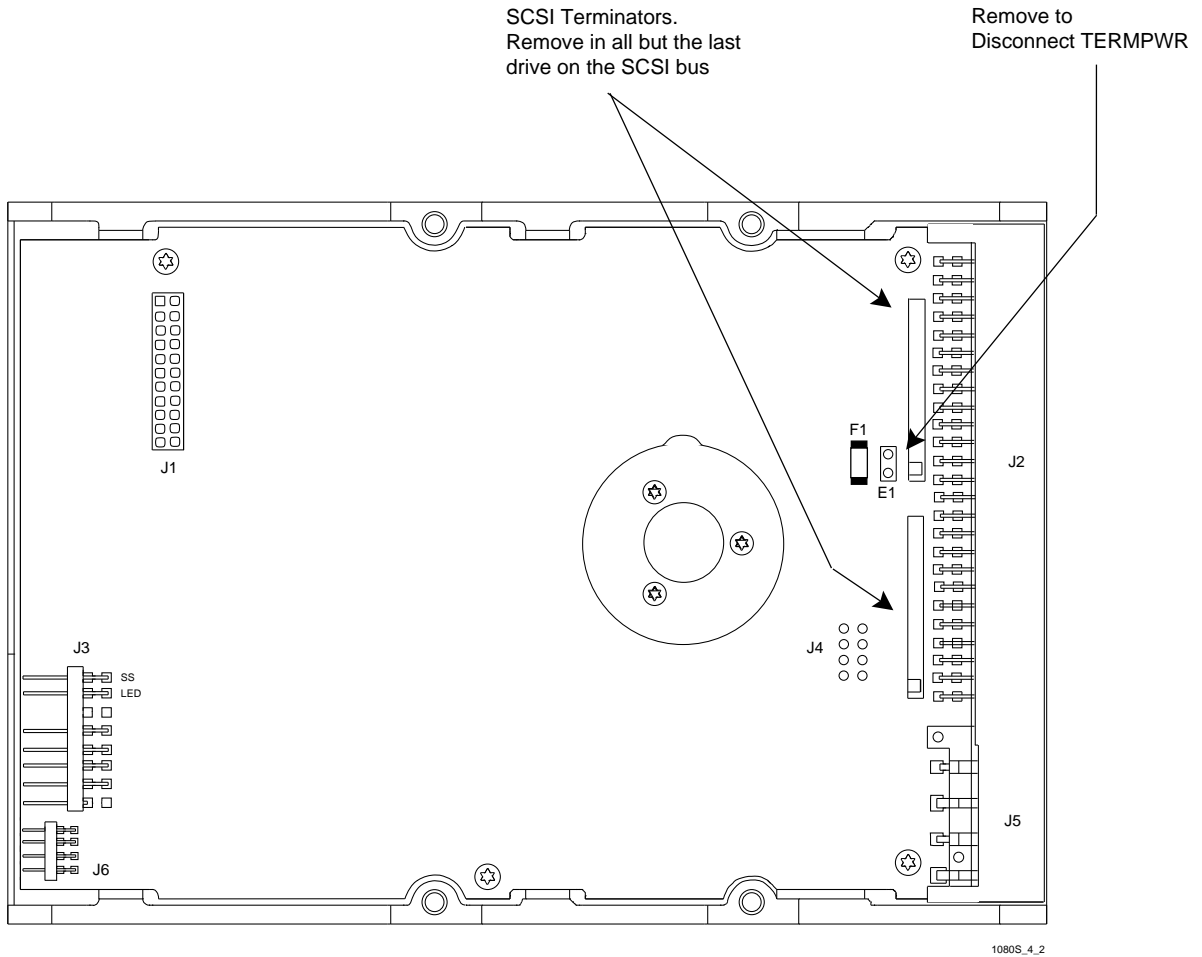 SCSI Terminators.
Remove in all but the last
drive on the SCSI bus
Remove to
Disconnect TERMPWR
J1
F1
E1
J2
J3
SS
LED
J4
J5
J6
1080S_4_2